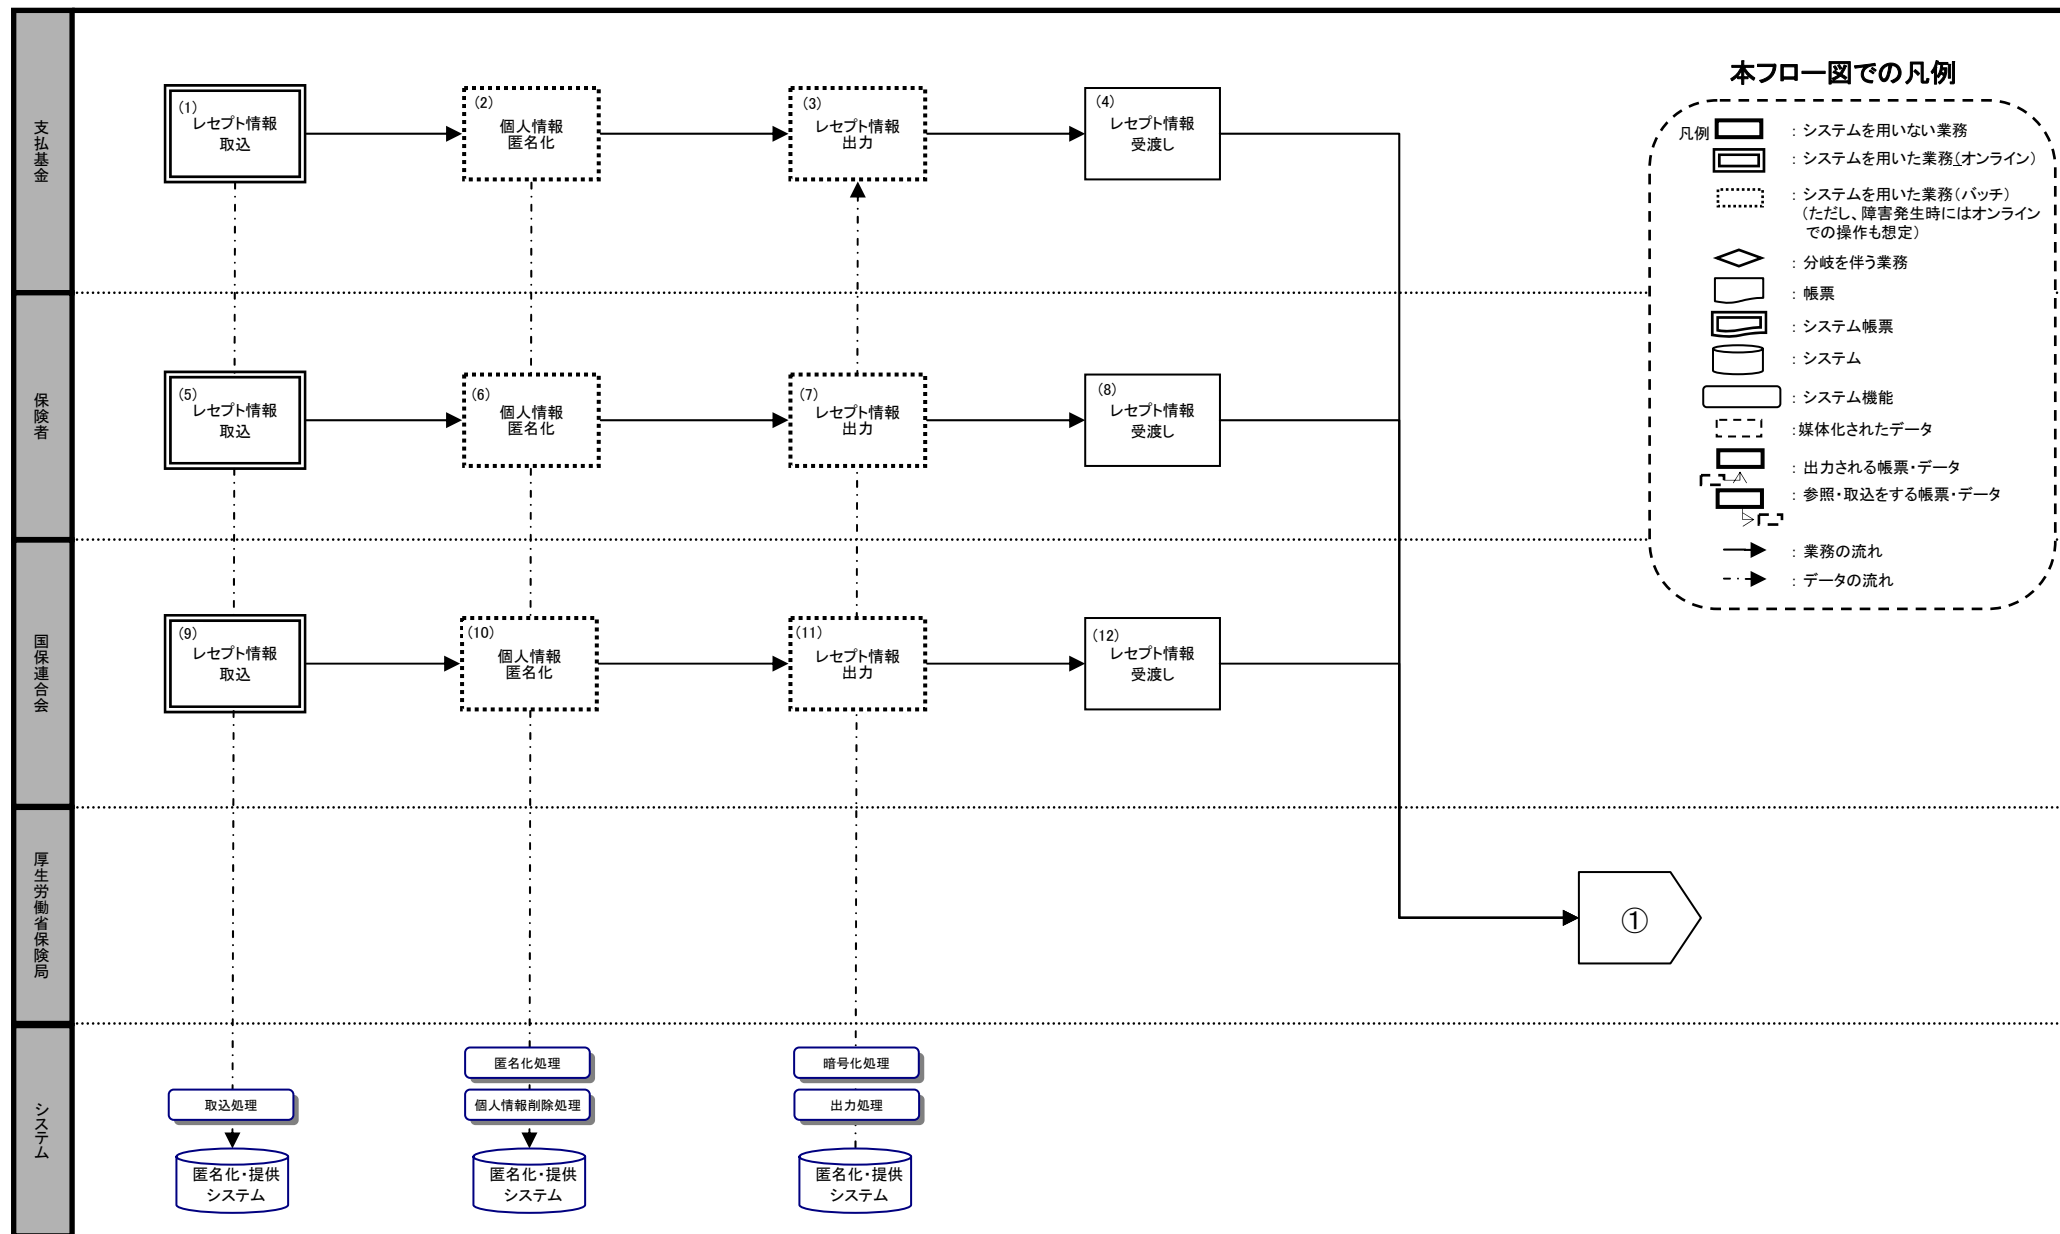 支払基金
(1)
レセプト情報
取込
(2)
個人情報
匿名化
(3)
レセプト情報
出力
(4)
レセプト情報
受渡し
保険者
(5)
レセプト情報
取込
(6)
個人情報
匿名化
(7)
レセプト情報
出力
(8)
レセプト情報
受渡し
国保連合会
(9)
レセプト情報
取込
(10)
個人情報
匿名化
(11)
レセプト情報
出力
(12)
レセプト情報
受渡し
厚生労働省保険局
①
システム
取込処理
匿名化・提供
システム
匿名化処理
個人情報削除処理
匿名化・提供
システム
暗号化処理
出力処理
匿名化・提供
システム
本フロー図での凡例
凡例
：システムを用いない業務
：システムを用いた業務(オンライン)
：システムを用いた業務(バッチ)
(ただし、障害発生時にはオンライン
での操作も想定)
：分岐を伴う業務
：帳票
：システム帳票
：システム
：システム機能
：媒体化されたデータ
：出力される帳票・データ
：参照・取込をする帳票・データ
：業務の流れ
：データの流れ